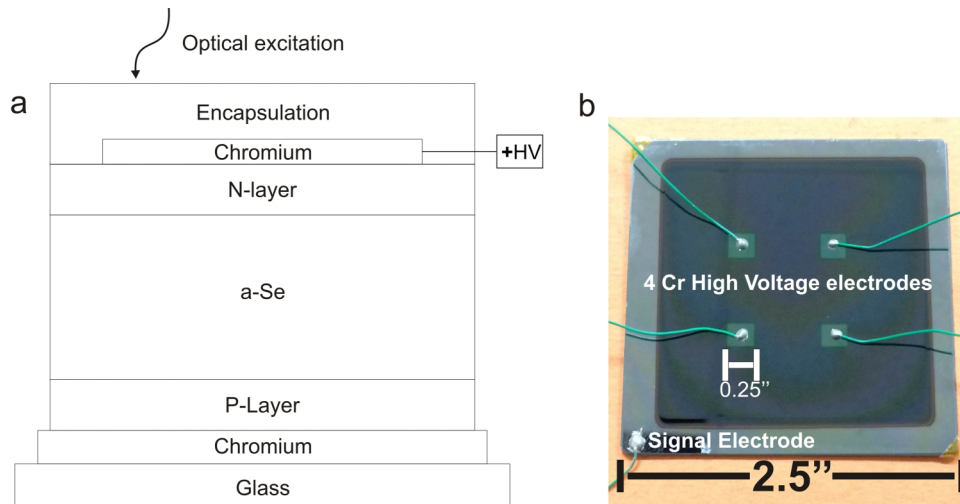 a
Optical excitation
Encapsulation
Chromium
+HV
N-layer
a-Se
P-Layer
Chromium
Glass
b
4 Cr High Voltage electrodes
0.25’’
Signal Electrode
2.5’’